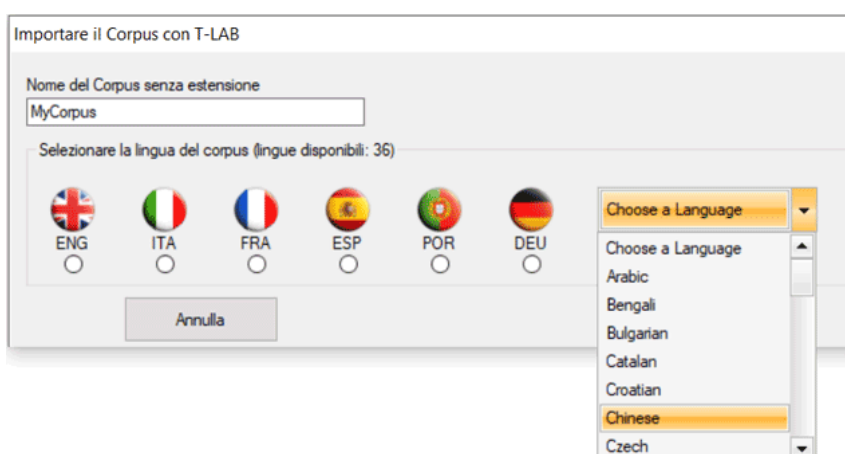 Importare il Corpus con T-LAB
Nome del Corpus senza estensione
MyCorpus
Selezionare la lingua del corpus (lingue disponibili: 36)
ENG ITA FRA ESP POR DEU
Choose a Language
Choose a Language
Arabic
Bengali
Bulgarian
Catalan
Croatian
Chinese
Czech
Annulla